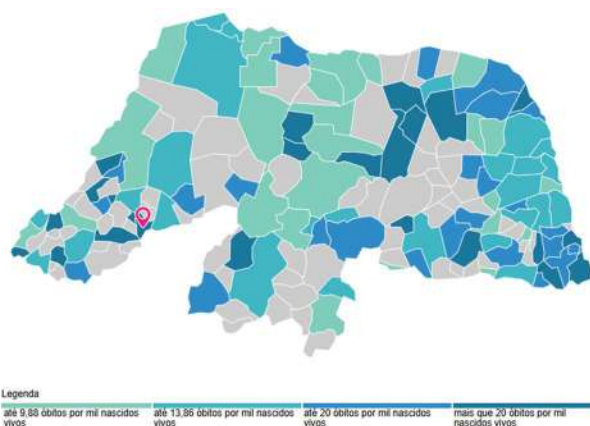 Legenda
até 9,88 óbitos por mil nascidos vivos
até 13,86 óbitos por mil nascidos vivos
até 20 óbitos por mil nascidos vivos
mais que 20 óbitos por mil nascidos vivos